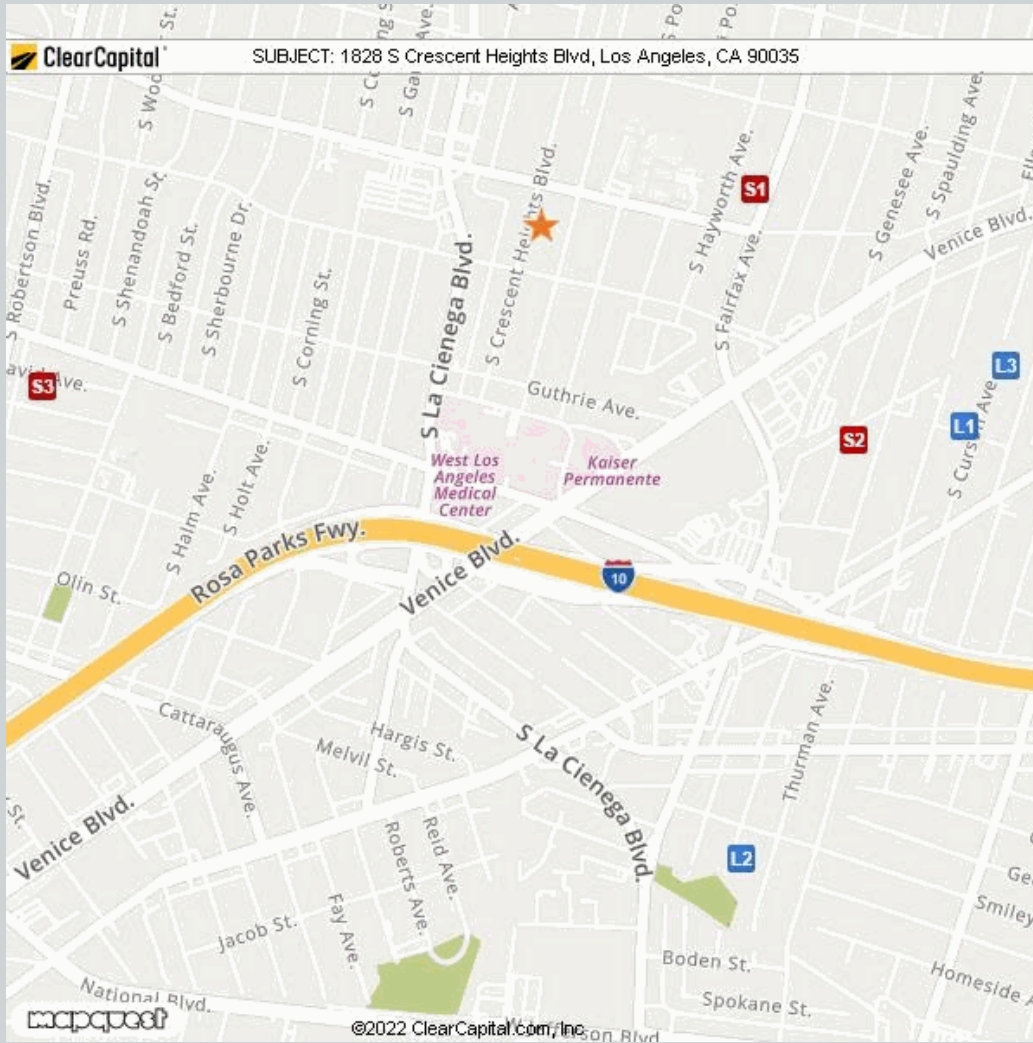 ClearCapital
SUBJECT: 1828 S Crescent Heights Blvd, Los Angeles, CA 90035
S Robertson Blvd.
Preuss Rd.
S Shenandoah St.
S Bedford St.
S Sherbourne Dr.
S Corning St.
S La Cienega Blvd.
S Crescent Heights Blvd.
S Hayworth Ave.
S1
S Fairfax Ave.
S Genesee Ave.
S Spaulding Ave.
Venice Blvd.
S3
Guthrie Ave.
L3
L1
S2
S Curson Ave
West Los
Angeles
Medical
Center
Kaiser
Permanente
S Halm Ave.
S Holt Ave.
Rosa Parks Fwy.
Venice Blvd.
10
Olin St.
Cattaraugus Ave.
Hargis St.
Melvil St.
S La Cienega Blvd.
Thurman Ave.
Venice Blvd.
Roberts Ave.
Reid Ave.
L2
Fay Ave.
Jacob St.
Smiley
Boden St.
Homeside A
Spokane St.
National Blvd.
mapquest
©2022 ClearCapital.com, Inc
W Jefferson Blvd